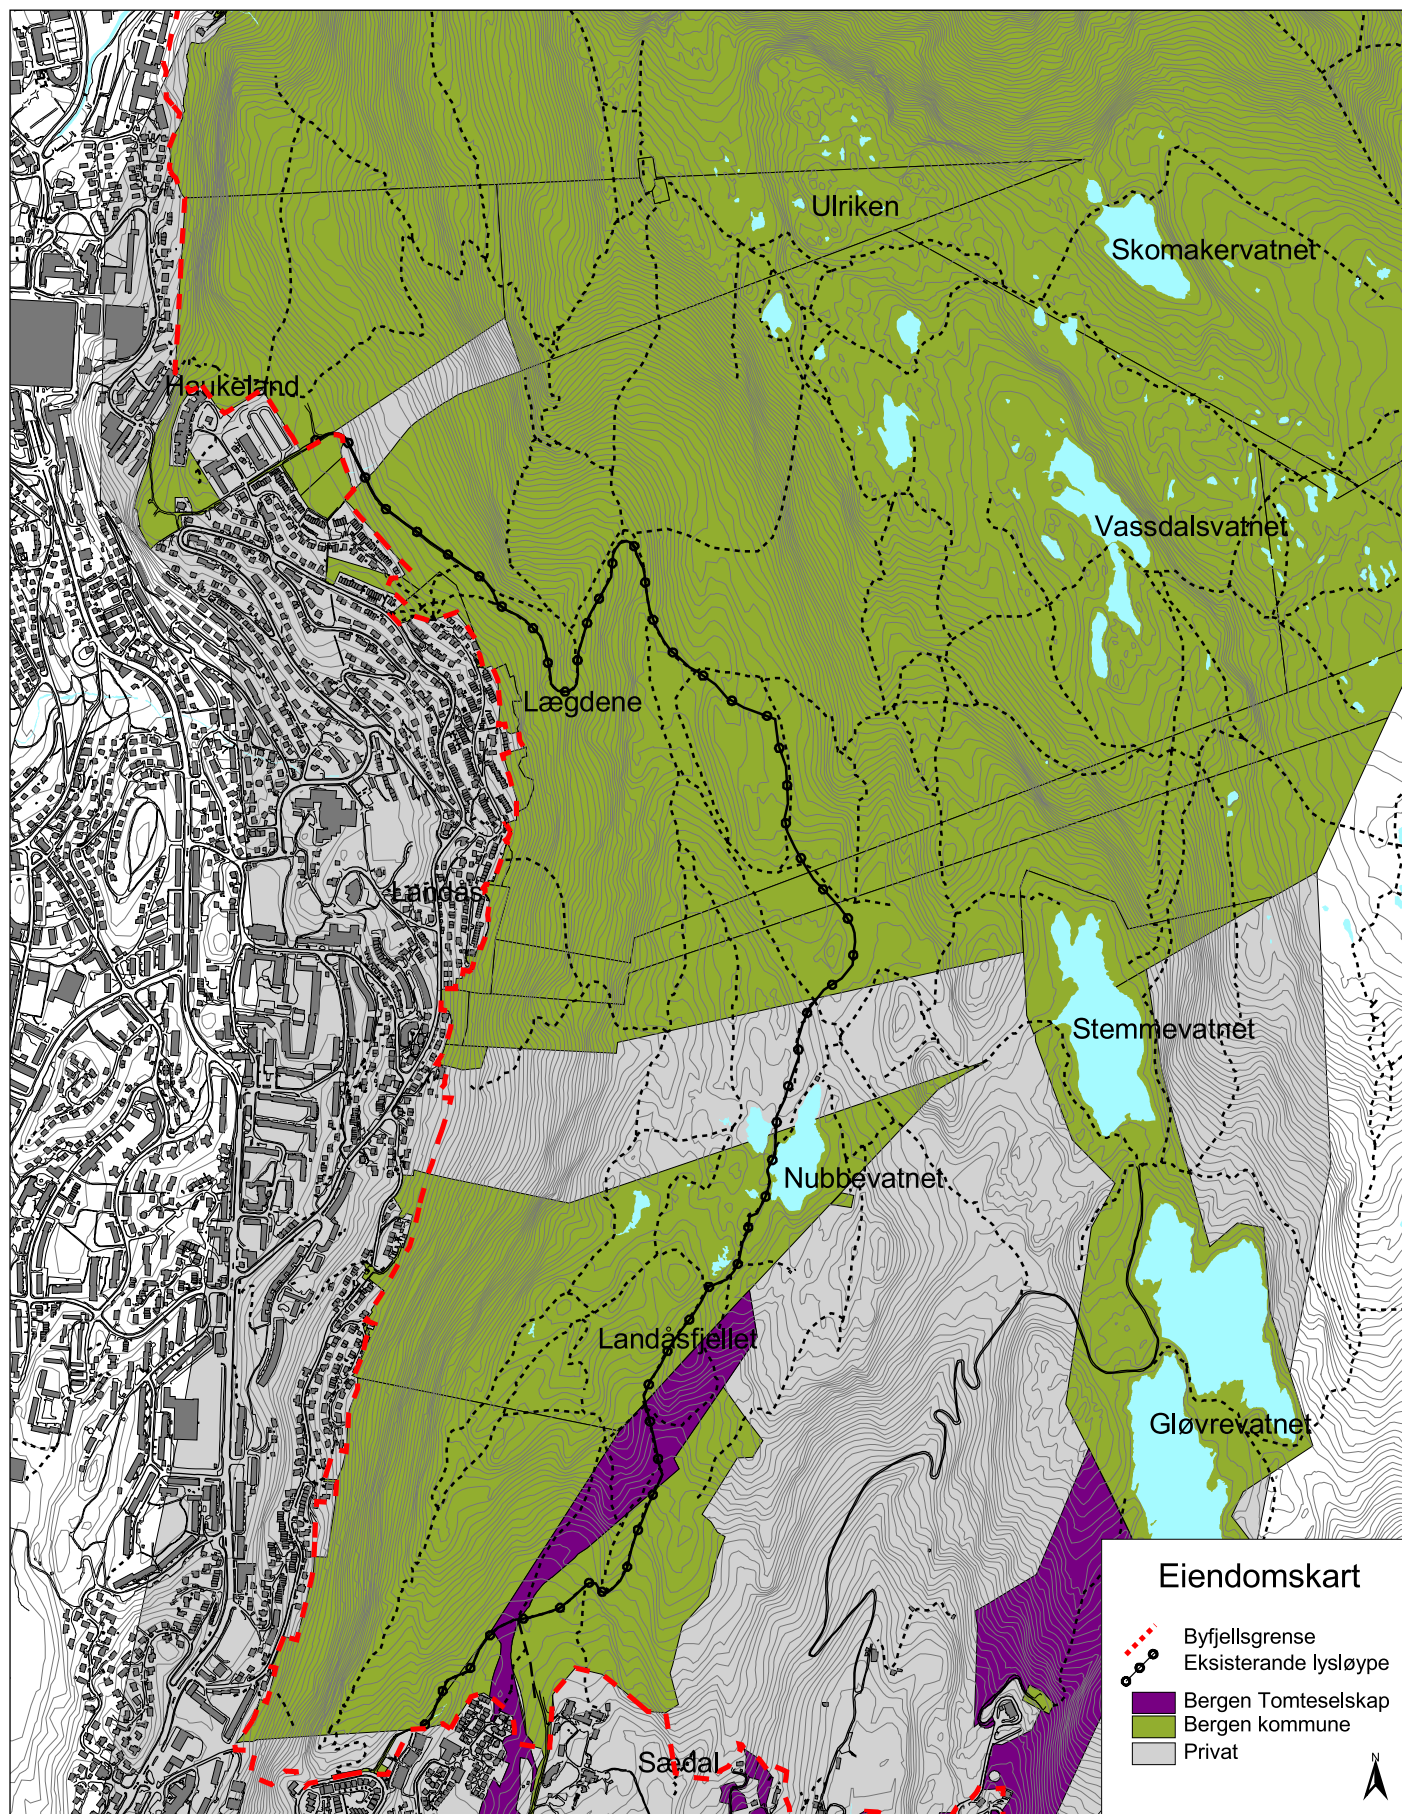 Ulriken
Skomakervatnet
Haukeland
Vassdalsvatnet
Lægdene
Landås
Stemmevatnet
Nubbevatnet
Landåsfjellet
Gløvrevatnet
Sædal
Eiendomskart
Byfjellsgrense
Eksisterande lysløype
Bergen Tomteselskap
Bergen kommune
Privat
N